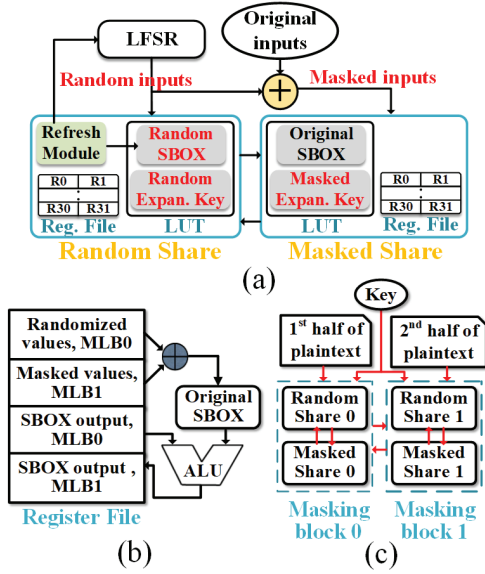 LFSR
Original
inputs
Random inputs
Masked inputs
Refresh
Module
Random
SBOX
Original
SBOX
R0 R1
:
R30 R31
Random
Expan. Key
Masked
Expan. Key
R0 R1
:
R30 R31
Reg. File
LUT
LUT
Reg. File
Random Share
Masked Share
(a)
Randomized
values, MLB0
Masked values,
MLB1
SBOX output,
MLB0
SBOX output ,
MLB1
Original
SBOX
ALU
Register File
(b)
Key
1st half of
plaintext
2nd half of
plaintext
Random
Share 0
Random
Share 1
Masked
Share 0
Masked
Share 1
Masking
block 0
Masking
block 1
(c)